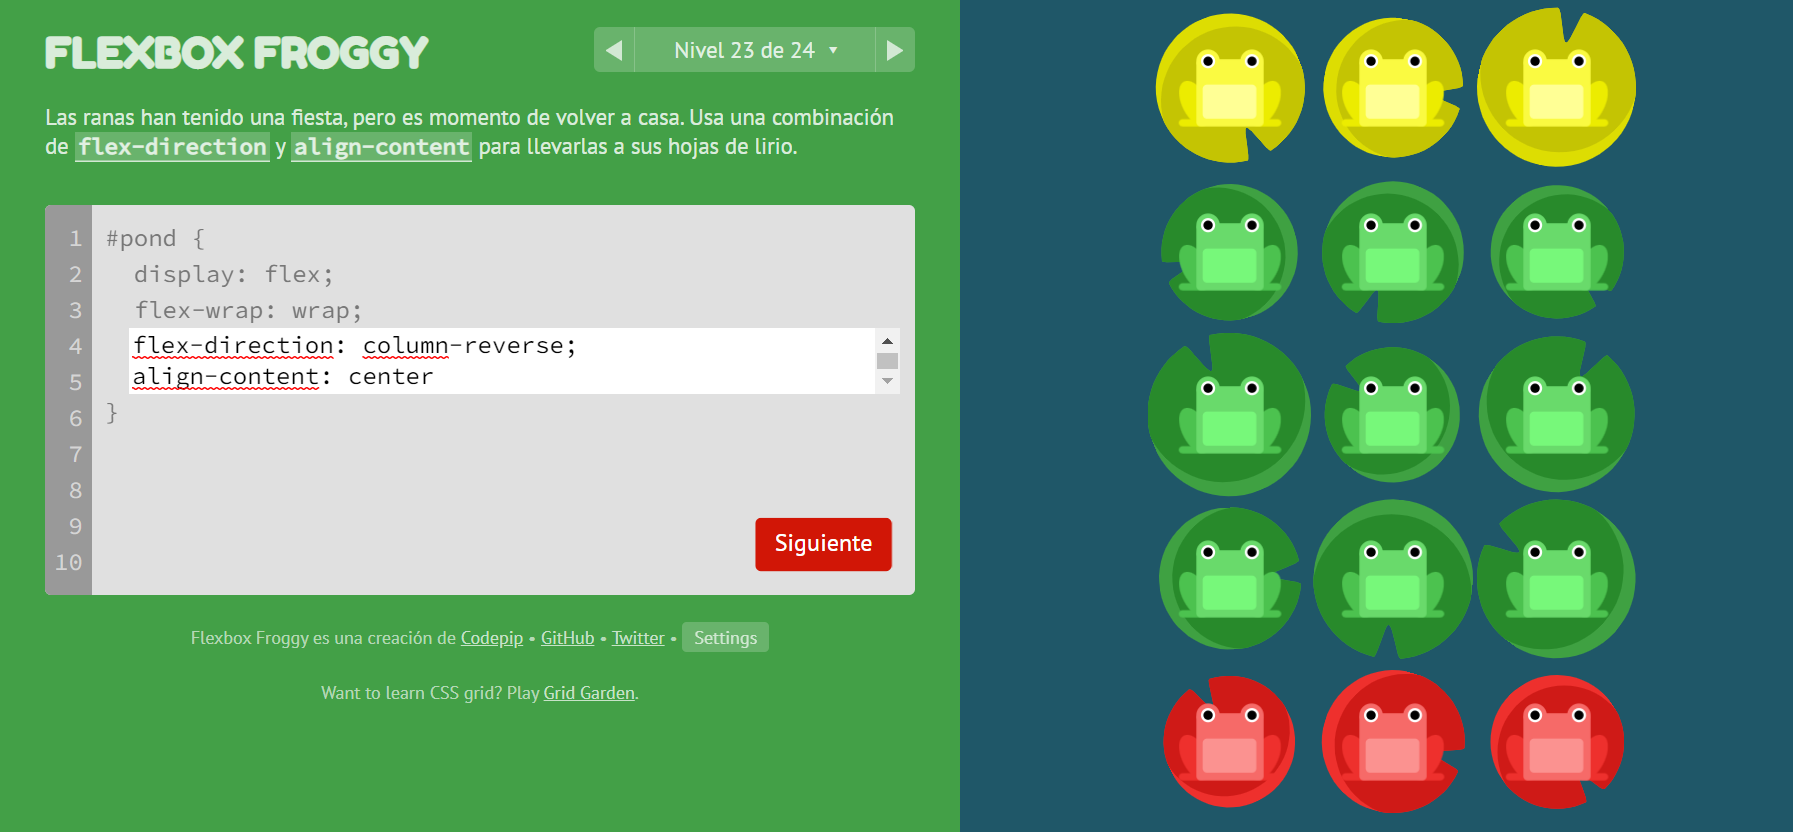 FLEXBOX FROGGY
Nivel 23 de 24
Las ranas han tenido una fiesta, pero es momento de volver a casa. Usa una combinación
de flex-direction y align-content para llevarlas a sus hojas de lirio.
1 #pond {
2 display: flex;
3 flex-wrap: wrap;
4 flex-direction: column-reverse;
5 align-content: center
6 }
7
8
9
10
Siguiente
Flexbox Froggy es una creación de Codepip • GitHub • Twitter • Settings
Want to learn CSS grid? Play Grid Garden.